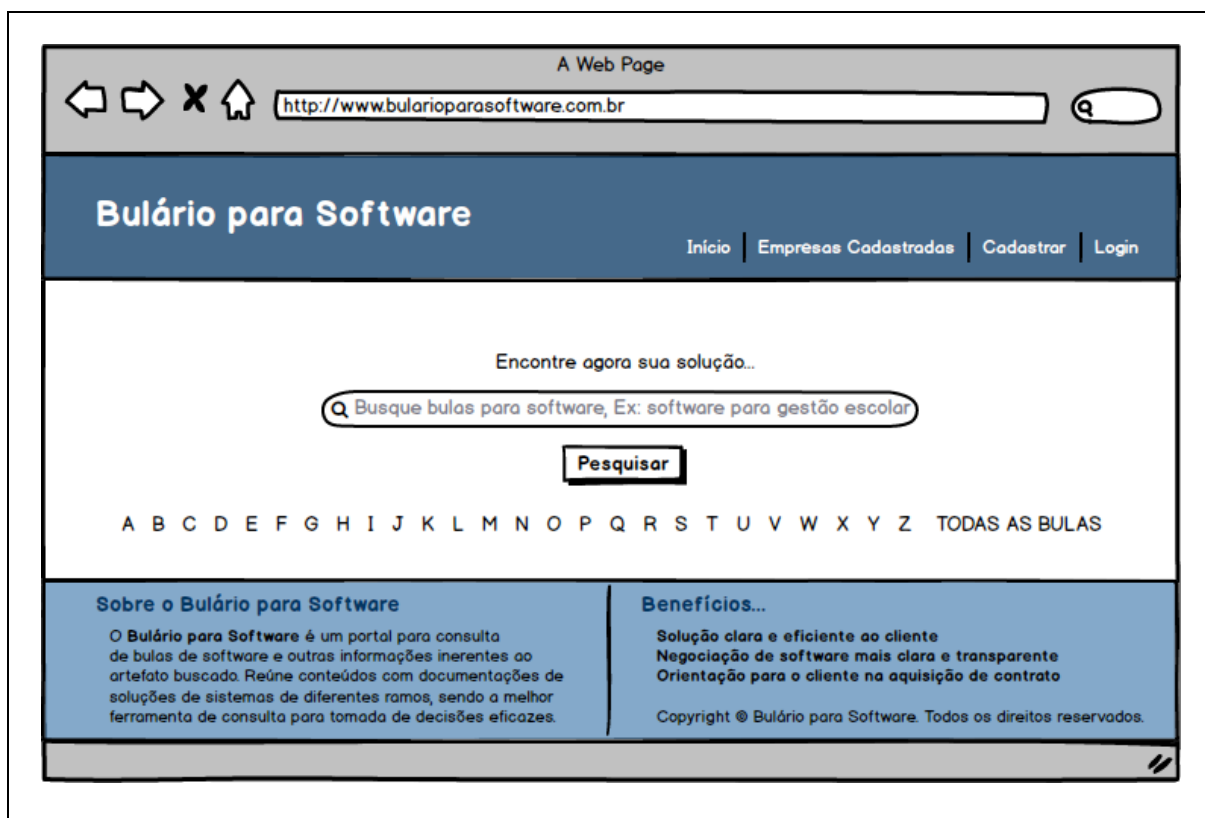 A Web Page
http://www.bularioparasoftware.com.br
Bulário para Software
Início Empresas Cadastradas Cadastrar Login
Encontre agora sua solução...
Busque bulas para software, Ex: software para gestão escolar
Pesquisar
A B C D E F G H I J K L M N O P Q R S T U V W X Y Z TODAS AS BULAS
Sobre o Bulário para Software
O Bulário para Software é um portal para consulta
de bulas de software e outras informações inerentes ao
artefato buscado. Reúne conteúdos com documentações de
soluções de sistemas de diferentes ramos, sendo a melhor
ferramenta de consulta para tomada de decisões eficazes.
Benefícios...
Solução clara e eficiente ao cliente
Negociação de software mais clara e transparente
Orientação para o cliente na aquisição de contrato
Copyright © Bulário para Software. Todos os direitos reservados.